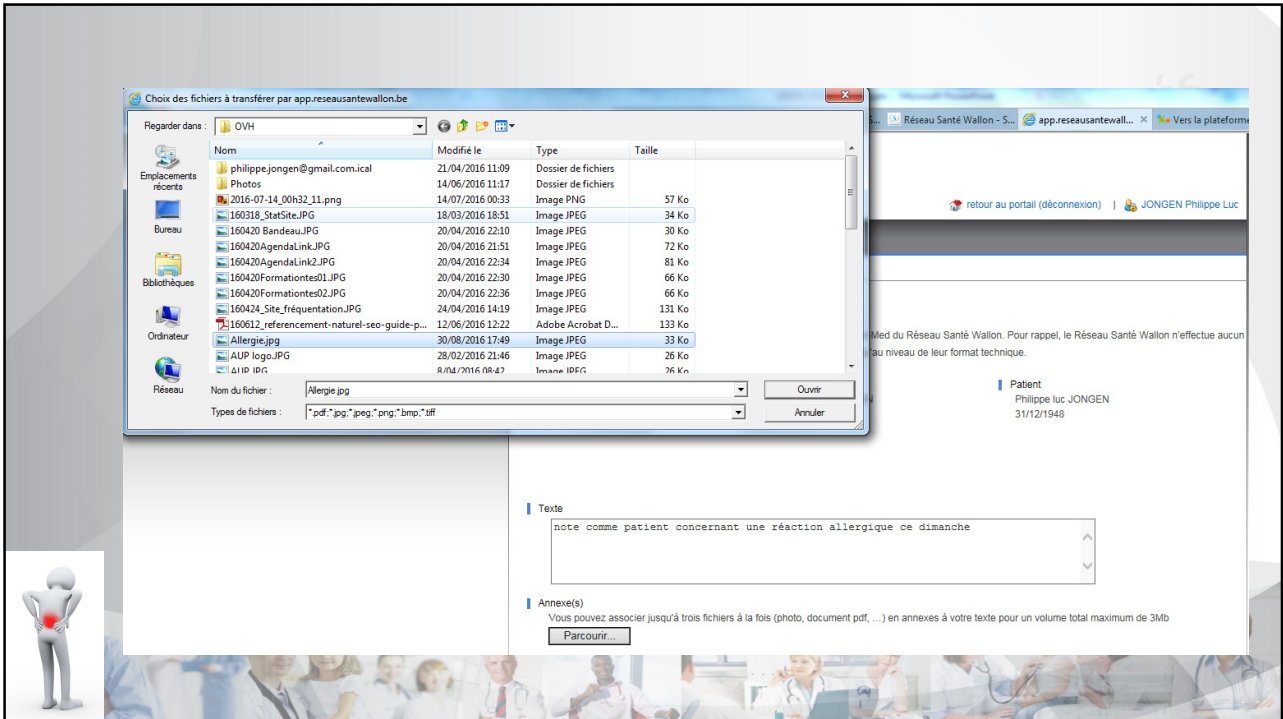 Choix des fichiers à transférer par app.reseausantewallon.be
Regarder dans : OVH
Emplacements récents
Bureau
Bibliothèques
Ordinateur
Réseau
Nom Modifié le Type Taille
philippe.jongen@gmail.com.ical 21/04/2016 11:09 Dossier de fichiers
Photos 14/06/2016 11:17 Dossier de fichiers
2016-07-14_00h32_11.png 14/07/2016 00:33 Image PNG 57 Ko
160318_StatSite.JPG 18/03/2016 18:51 Image JPEG 34 Ko
160420 Bandeau.JPG 20/04/2016 22:10 Image JPEG 30 Ko
160420AgendaLink.JPG 20/04/2016 21:51 Image JPEG 72 Ko
160420AgendaLink2.JPG 20/04/2016 22:34 Image JPEG 81 Ko
160420Formationtes01.JPG 20/04/2016 22:30 Image JPEG 66 Ko
160420Formationtes02.JPG 20/04/2016 22:36 Image JPEG 66 Ko
160424_Site_fréquentation.JPG 24/04/2016 14:19 Image JPEG 131 Ko
160612_referencement-naturel-seo-guide-p... 12/06/2016 12:22 Adobe Acrobat D... 133 Ko
Allergie.jpg 30/08/2016 17:49 Image JPEG 33 Ko
AUP logo.JPG 28/02/2016 21:46 Image JPEG 26 Ko
AUP.JPG 8/04/2016 08:42 Image JPEG 26 Ko
Nom du fichier : Allergie.jpg Ouvrir
Types de fichiers : *.pdf;*.jpg;*.jpeg;*.png;*.bmp;*.tiff Annuler
Réseau Santé Wallon - S... app.reseausantewall... × Vers la plateforme
retour au portail (déconnexion) | JONGEN Philippe Luc
Med du Réseau Santé Wallon. Pour rappel, le Réseau Santé Wallon n'effectue aucun
'au niveau de leur format technique.
Patient
Philippe luc JONGEN
31/12/1948
Texte
note comme patient concernant une réaction allergique ce dimanche
Annexe(s)
Vous pouvez associer jusqu'à trois fichiers à la fois (photo, document pdf, ...) en annexes à votre texte pour un volume total maximum de 3Mb
Parcourir...